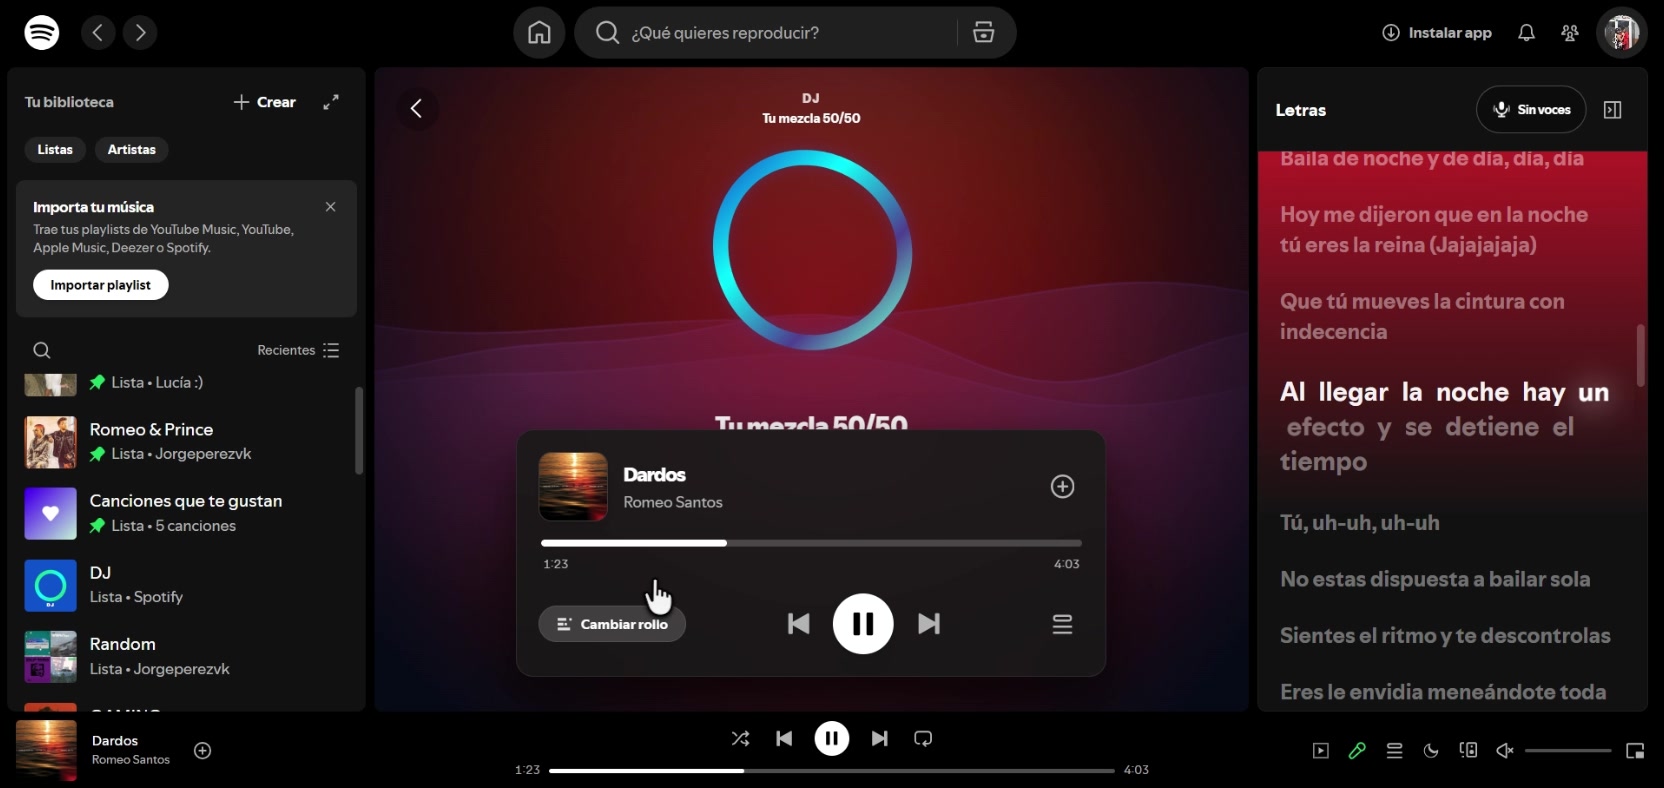 ¿Qué quieres reproducir?
Instalar app
Tu biblioteca
Crear
Listas
Artistas
Importa tu música
Trae tus playlists de YouTube Music, YouTube,
Apple Music, Deezer o Spotify.
Importar playlist
Recientes
Lista • Lucía :)
Romeo & Prince
Lista • Jorgeperezvk
Canciones que te gustan
Lista • 5 canciones
DJ
DJ
Lista • Spotify
Random
Lista • Jorgeperezvk
DJ
Tu mezcla 50/50
Tu mezcla 50/50
Dardos
Romeo Santos
1:23
4:03
Cambiar rollo
Letras
Sin voces
Baila de noche y de día, día, día
Hoy me dijeron que en la noche
tú eres la reina (Jajajajaja)
Que tú mueves la cintura con
indecencia
Al llegar la noche hay un
efecto y se detiene el
tiempo
Tú, uh-uh, uh-uh
No estas dispuesta a bailar sola
Sientes el ritmo y te descontrolas
Eres le envidia meneándote toda
Dardos
Romeo Santos
1:23
4:03